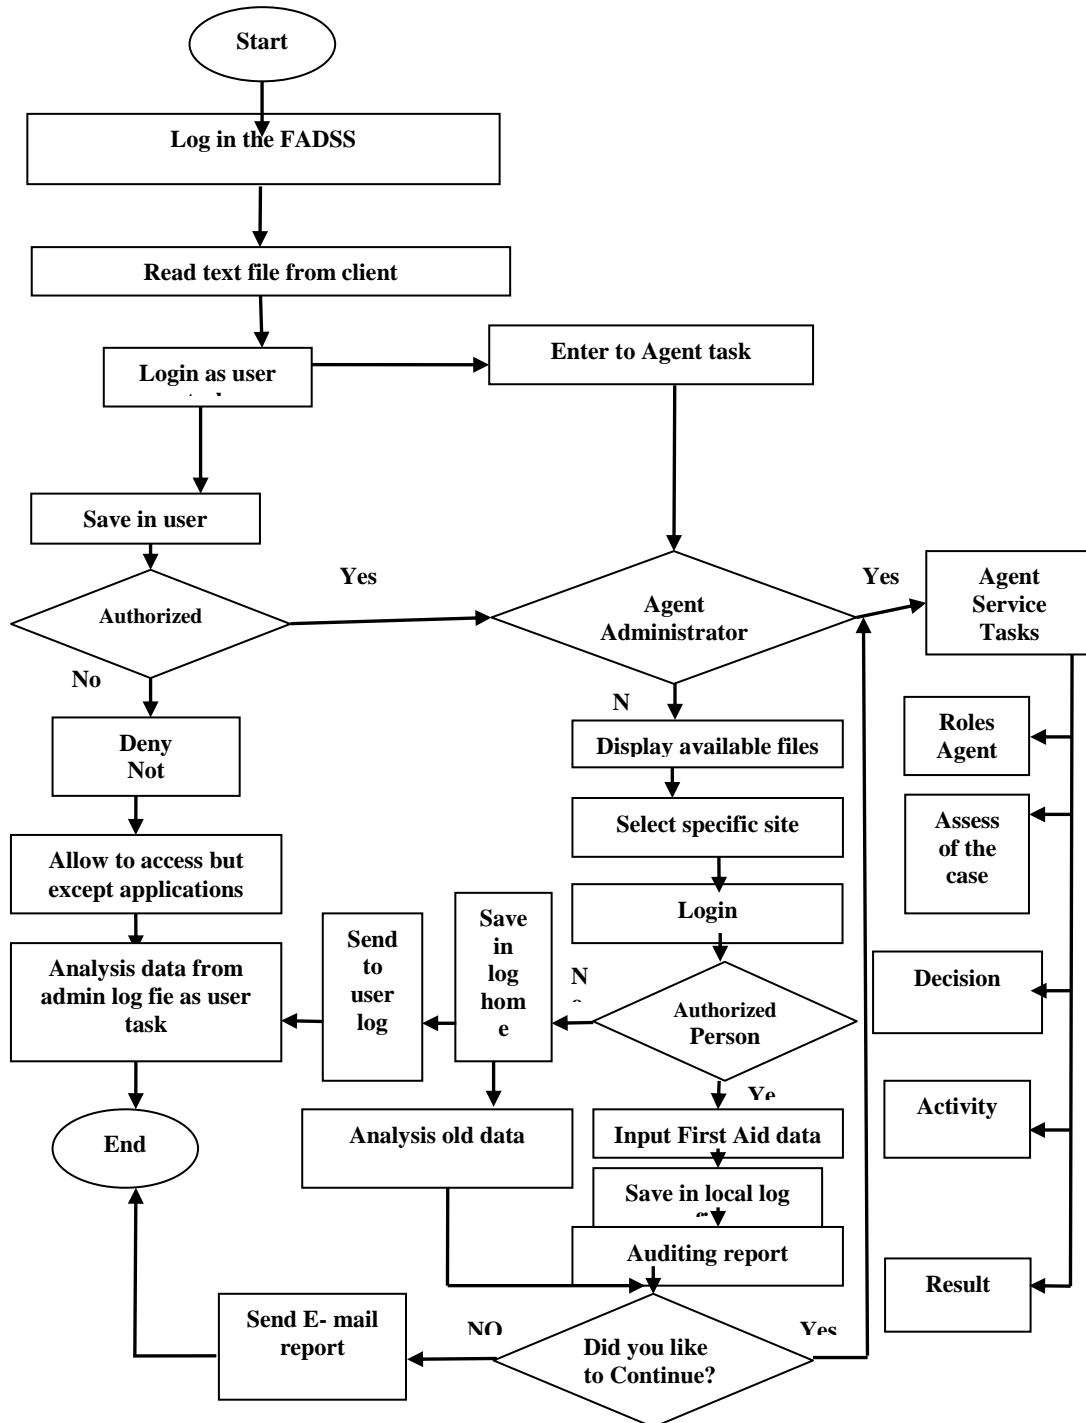 Start
Log in the FADSS
Read text file from client
Enter to Agent task
Login as user
Save in user
Yes
Yes
Authorized
Agent
Administrator
Agent
Service
Tasks
No
N
Deny
Not
Display available files
Roles
Agent
Select specific site
Assess
of the
case
Allow to access but
except applications
Login
Save
in
log
hom
e
Send
to
user
log
N
Analysis data from
admin log fie as user
task
Authorized
Person
Decision
Ye
Activity
End
Analysis old data
Input First Aid data
Save in local log
Auditing report
Result
Send E- mail
report
NO
Yes
Did you like
to Continue?